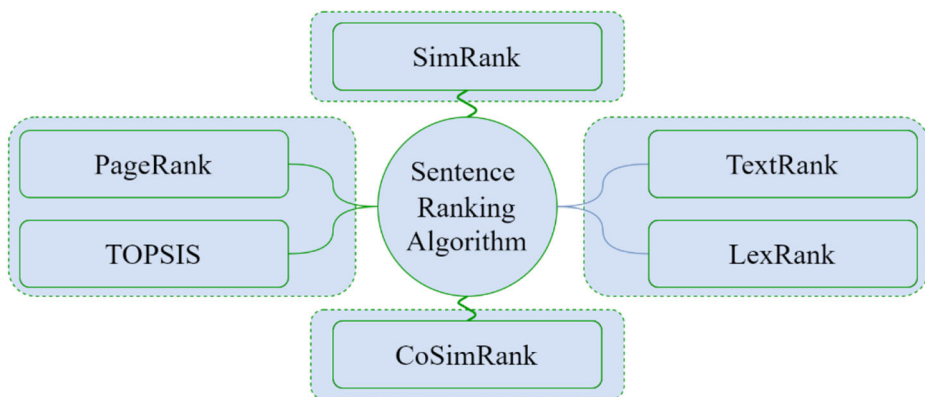 SimRank
PageRank
TOPSIS
Sentence
Ranking
Algorithm
TextRank
LexRank
CoSimRank